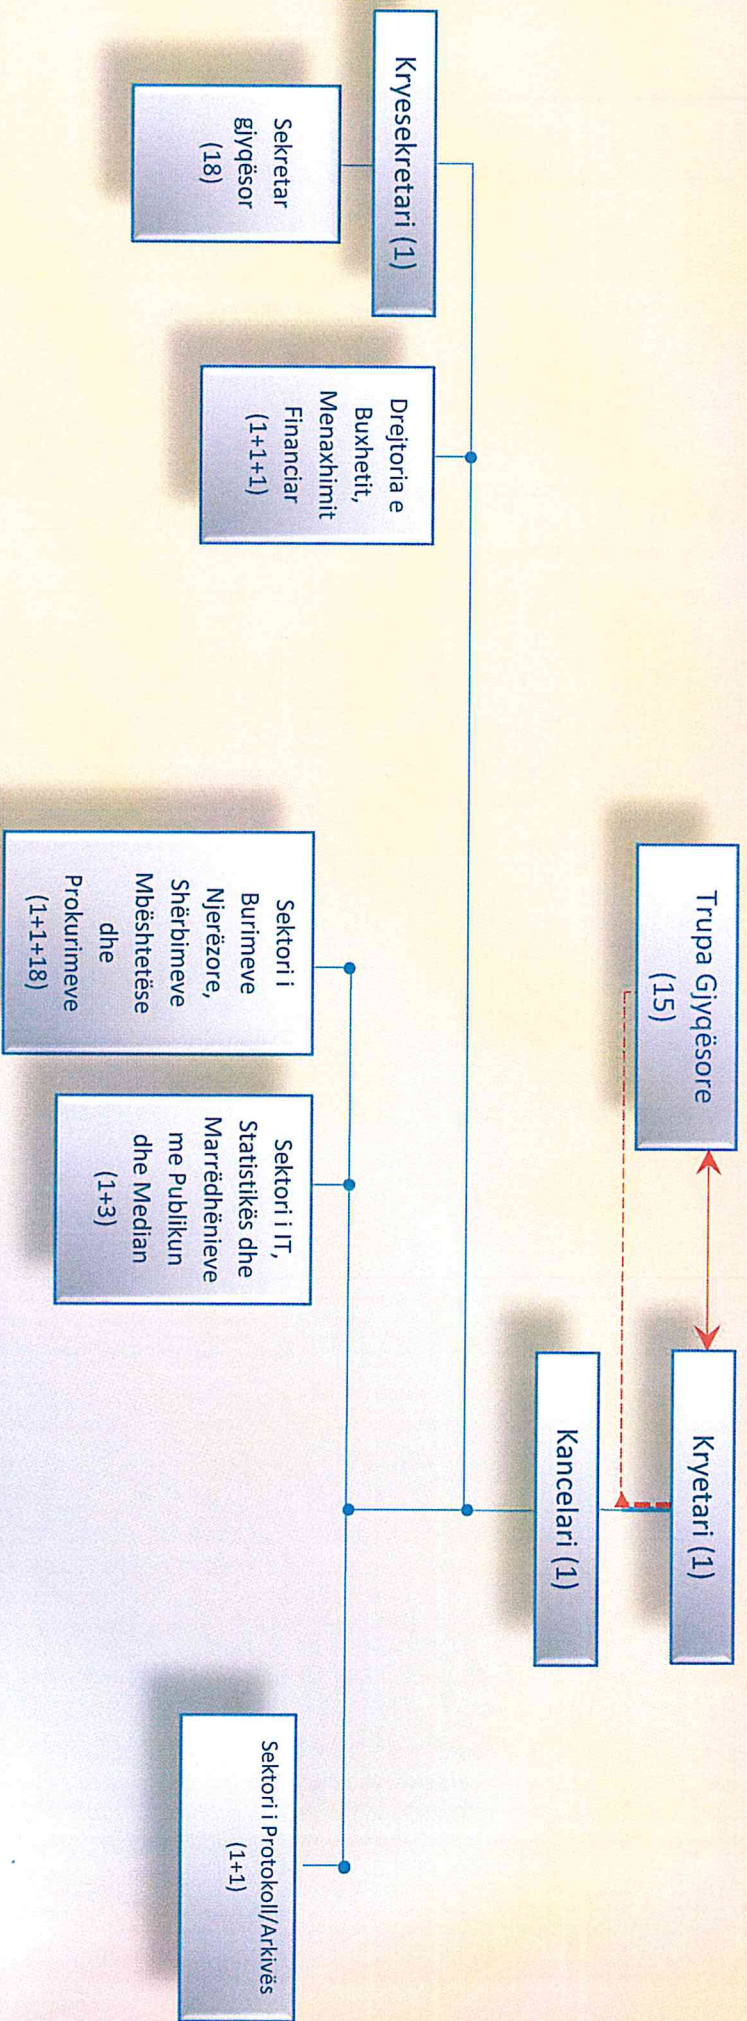 Trupa Gjyqësore
(15)
Kryetari (1)
Kancelari (1)
Kryesekretari (1)
Sekretar
gjyqësor
(18)
Drejtoria e
Buxhetit,
Menaxhimit
Financiar
(1+1+1)
Sektori i
Burimeve
Njerëzore,
Shërbimeve
Mbështetëse
dhe
Prokurimeve
(1+1+18)
Sektori i IT,
Statistikës dhe
Marrëdhënieve
me Publikun
dhe Median
(1+3)
Sektori i Protokoll/Arkivës
(1+1)